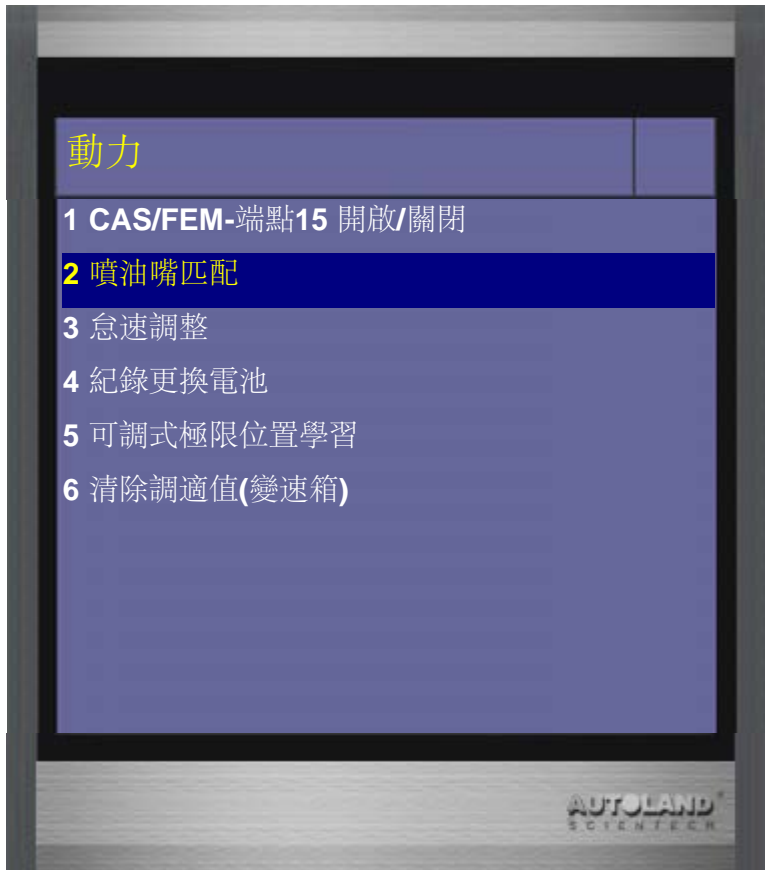 動力
1 CAS/FEM-端點15 開啟/關閉
2 噴油嘴匹配
3 怠速調整
4 紀錄更換電池
5 可調式極限位置學習
6 清除調適值(變速箱)
AUTOLAND
SCIENTECH